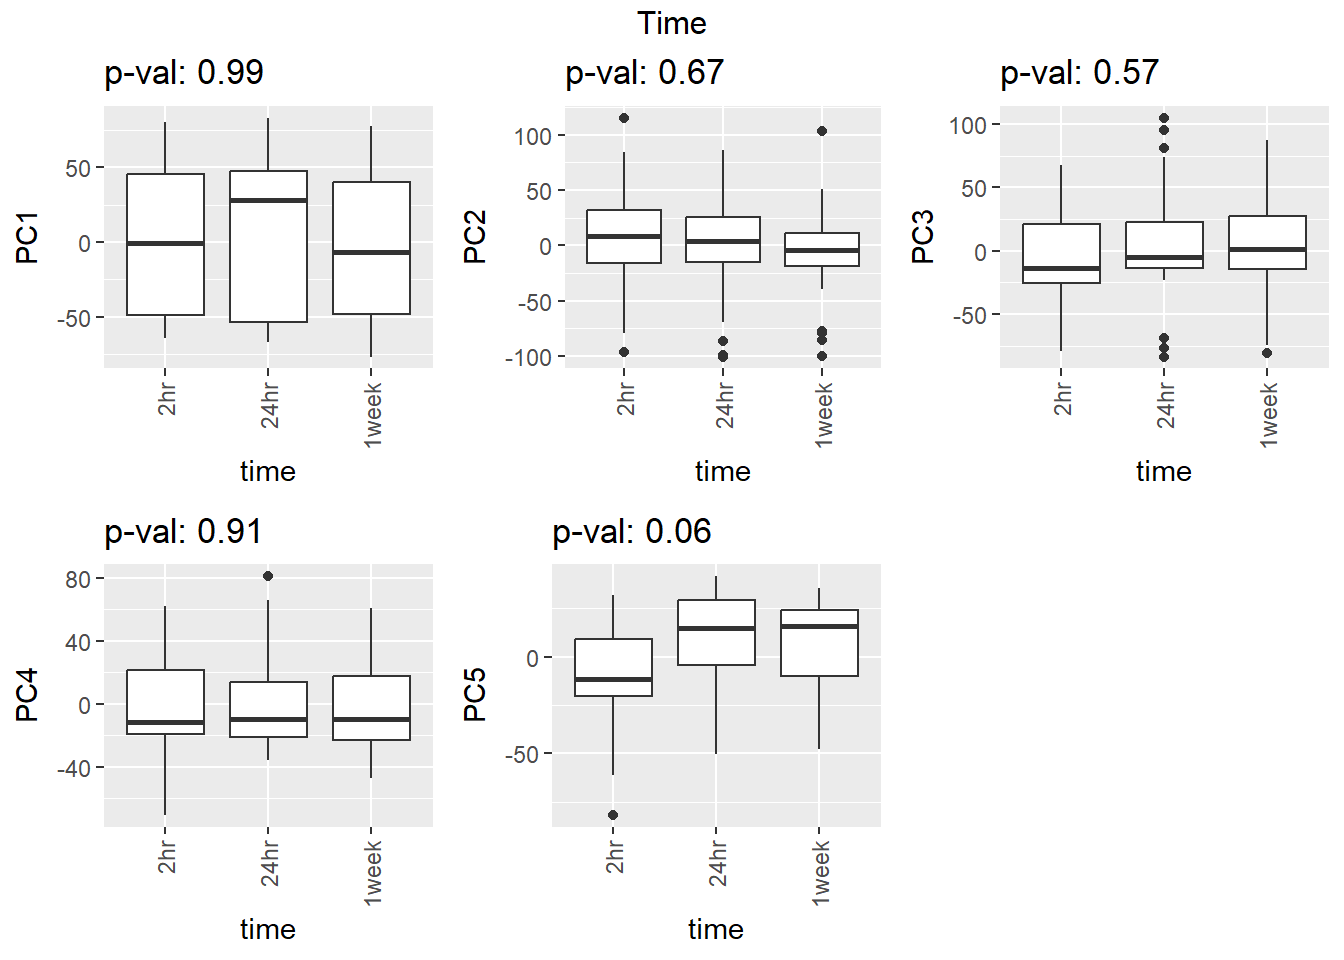 Time
p-val: 0.99
p-val: 0.67
p-val: 0.57
PC1
50
0
-50
2hr
24hr
1week
time
PC2
100
50
0
-50
-100
2hr
24hr
1week
time
PC3
100
50
0
-50
2hr
24hr
1week
time
p-val: 0.91
p-val: 0.06
PC4
80
40
0
-40
2hr
24hr
1week
time
PC5
0
-50
2hr
24hr
1week
time